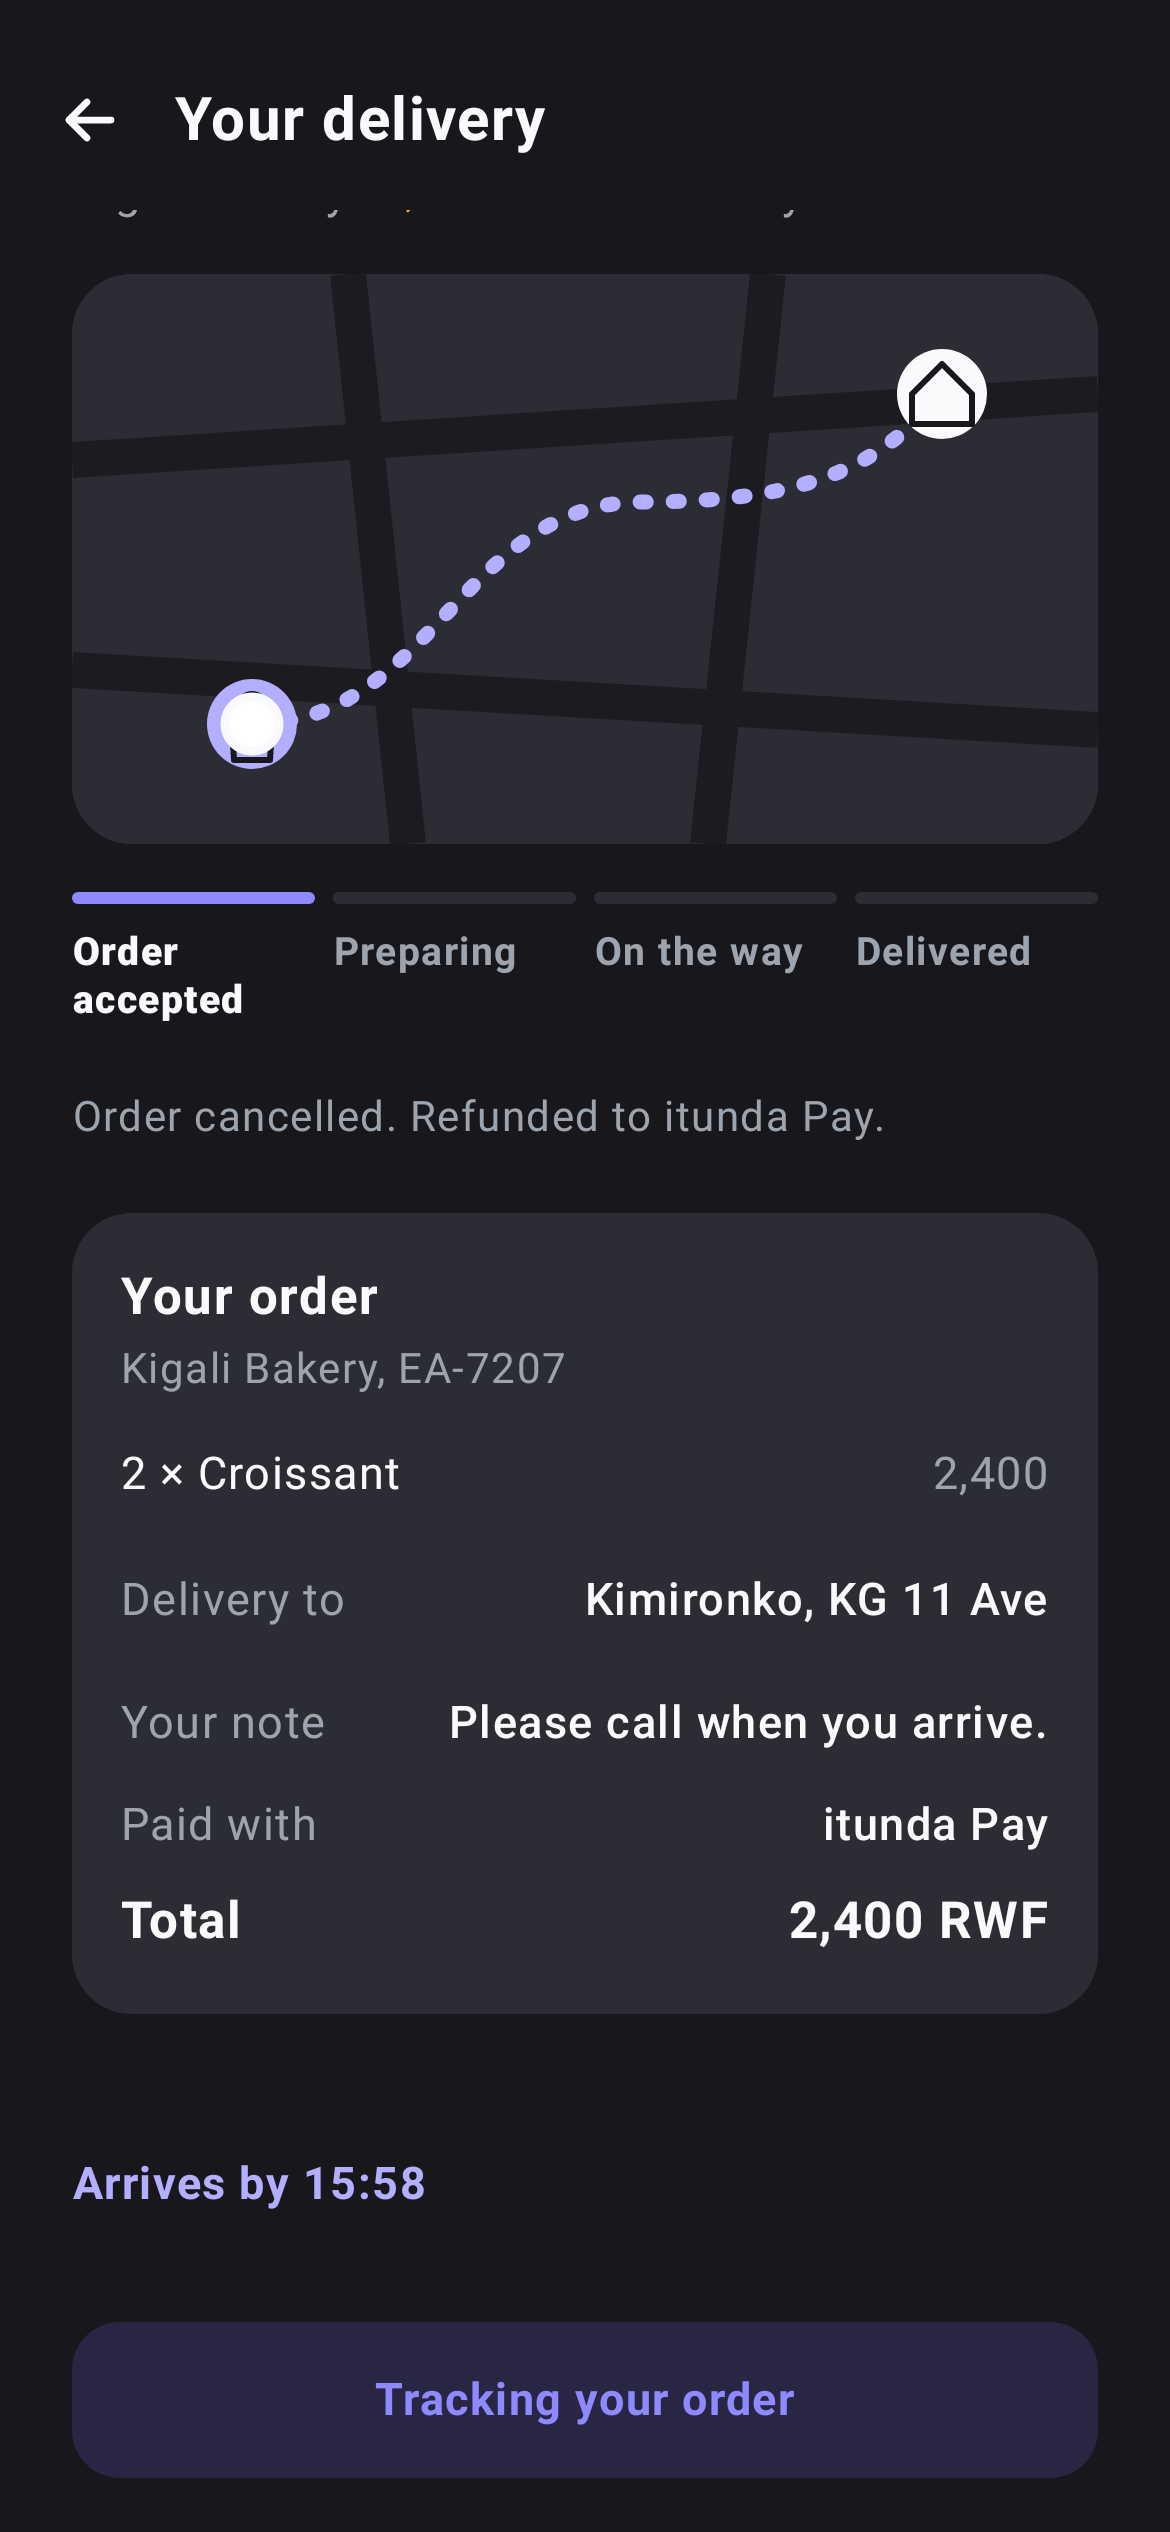 Your delivery
Order
accepted
Preparing
On the way
Delivered
Order cancelled. Refunded to itunda Pay.
Your order
Kigali Bakery, EA-7207
2 × Croissant
2,400
Delivery to
Kimironko, KG 11 Ave
Your note
Please call when you arrive.
Paid with
itunda Pay
Total
2,400 RWF
Arrives by 15:58
Tracking your order